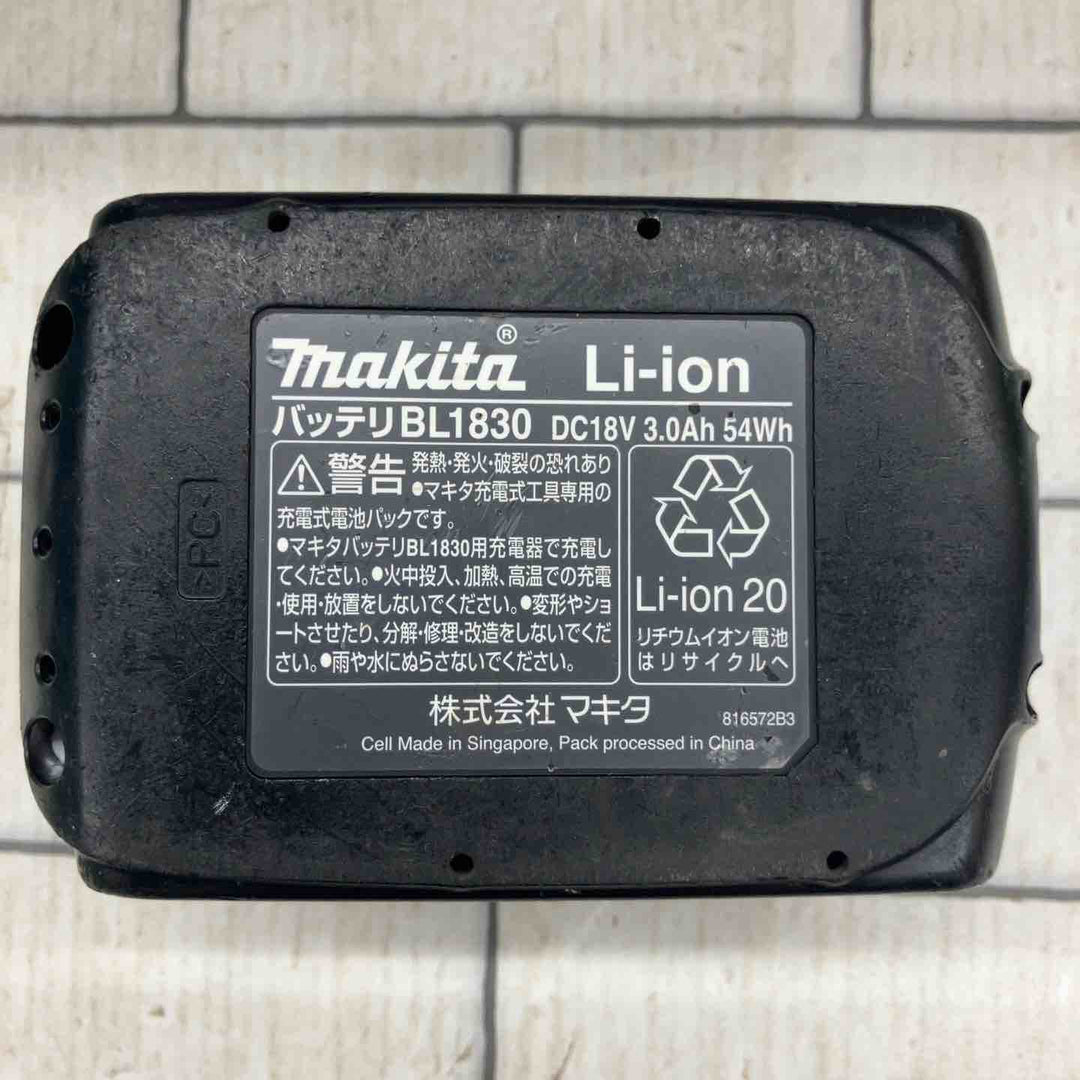 makita® Li-ion
バッテリBL1830 DC18V 3.0Ah 54Wh
警告 発熱・発火・破裂の恐れあり
●マキタ充電式工具専用の
充電式電池パックです。
●マキタバッテリBL1830用充電器で充電し
てください。●火中投入、加熱、高温での充電
・使用・放置をしないでください。●変形やショ
ートさせたり、分解・修理・改造をしないでくだ
さい。●雨や水にぬらさないでください。
Li-ion 20
リチウムイオン電池
はリサイクルへ
株式会社マキタ 816572B3
Cell Made in Singapore, Pack processed in China
>PC<